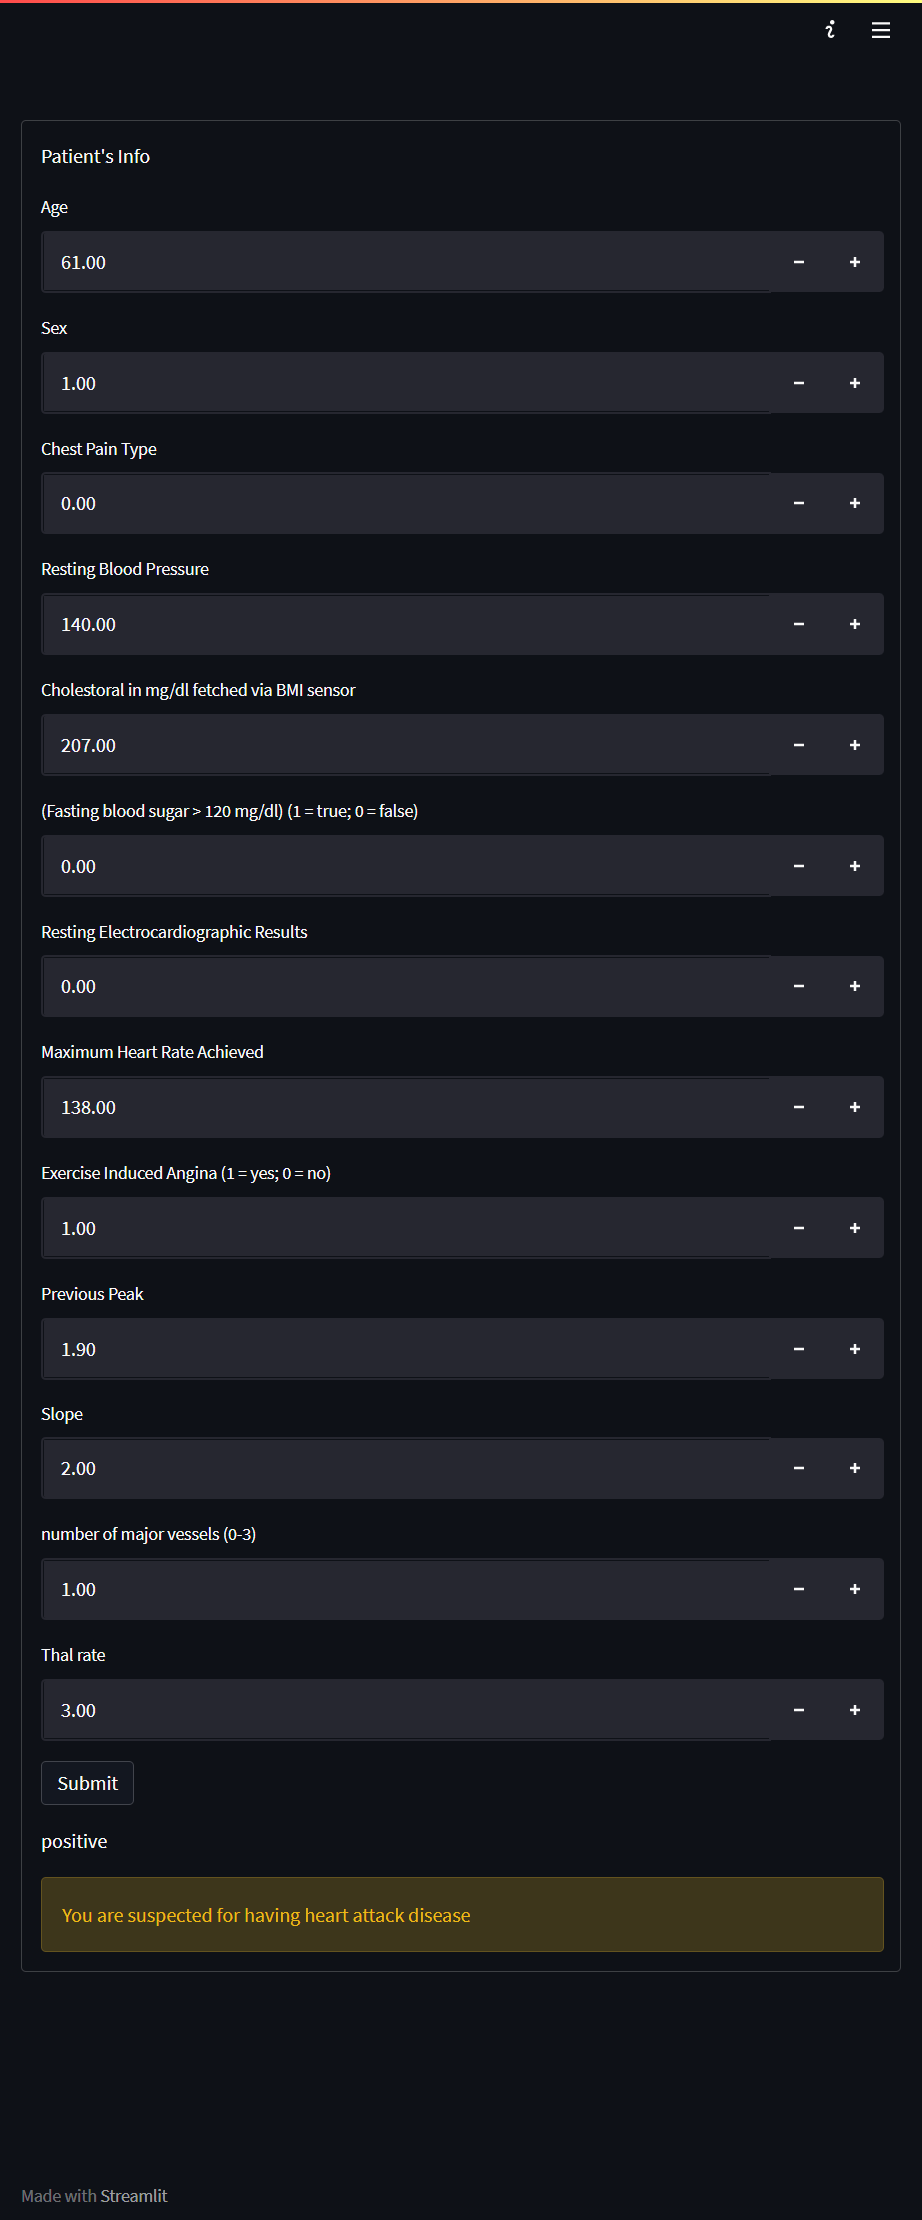 Patient's Info
Age
61.00
Sex
1.00
Chest Pain Type
0.00
Resting Blood Pressure
140.00
Cholestoral in mg/dl fetched via BMI sensor
207.00
(Fasting blood sugar > 120 mg/dl) (1 = true; 0 = false)
0.00
Resting Electrocardiographic Results
0.00
Maximum Heart Rate Achieved
138.00
Exercise Induced Angina (1 = yes; 0 = no)
1.00
Previous Peak
1.90
Slope
2.00
number of major vessels (0-3)
1.00
Thal rate
3.00
Submit
positive
You are suspected for having heart attack disease
Made with Streamlit